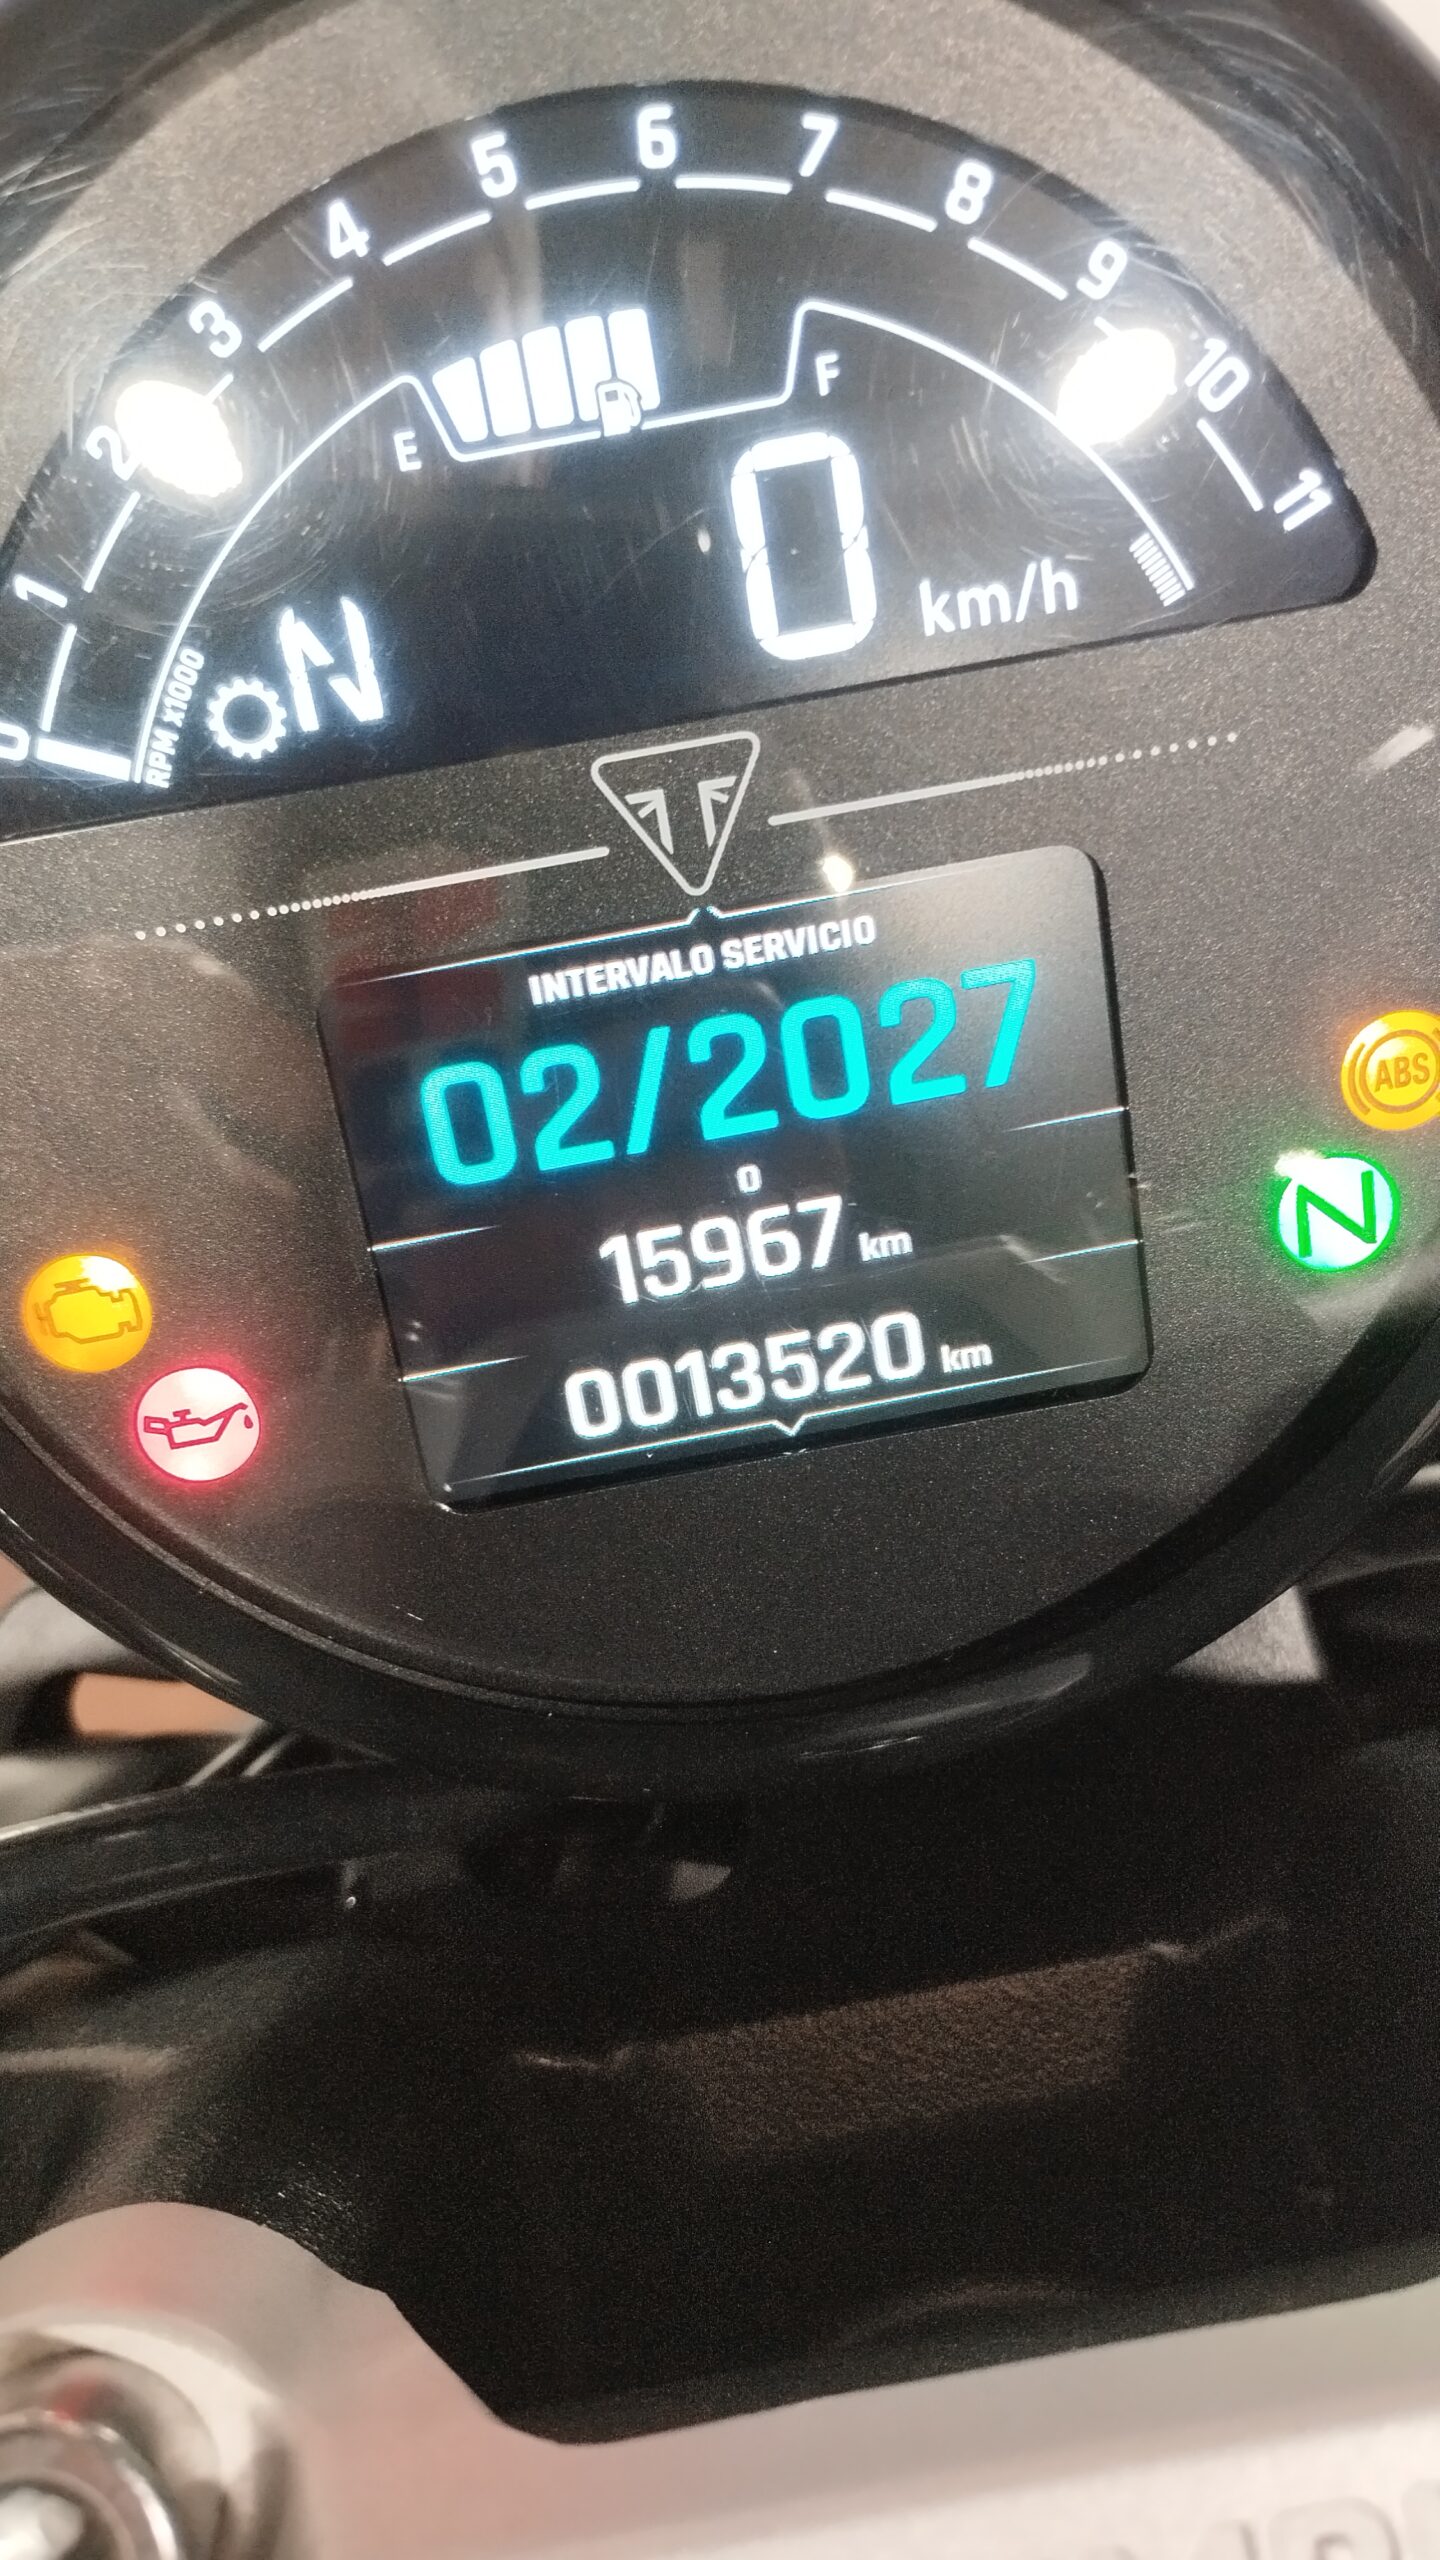 0 1 2 3 4 5 6 7 8 9 10 11
RPM x1000
E F
N 0 km/h
INTERVALO SERVICIO
02/2027
O
15967 km
0013520 km
ABS
N